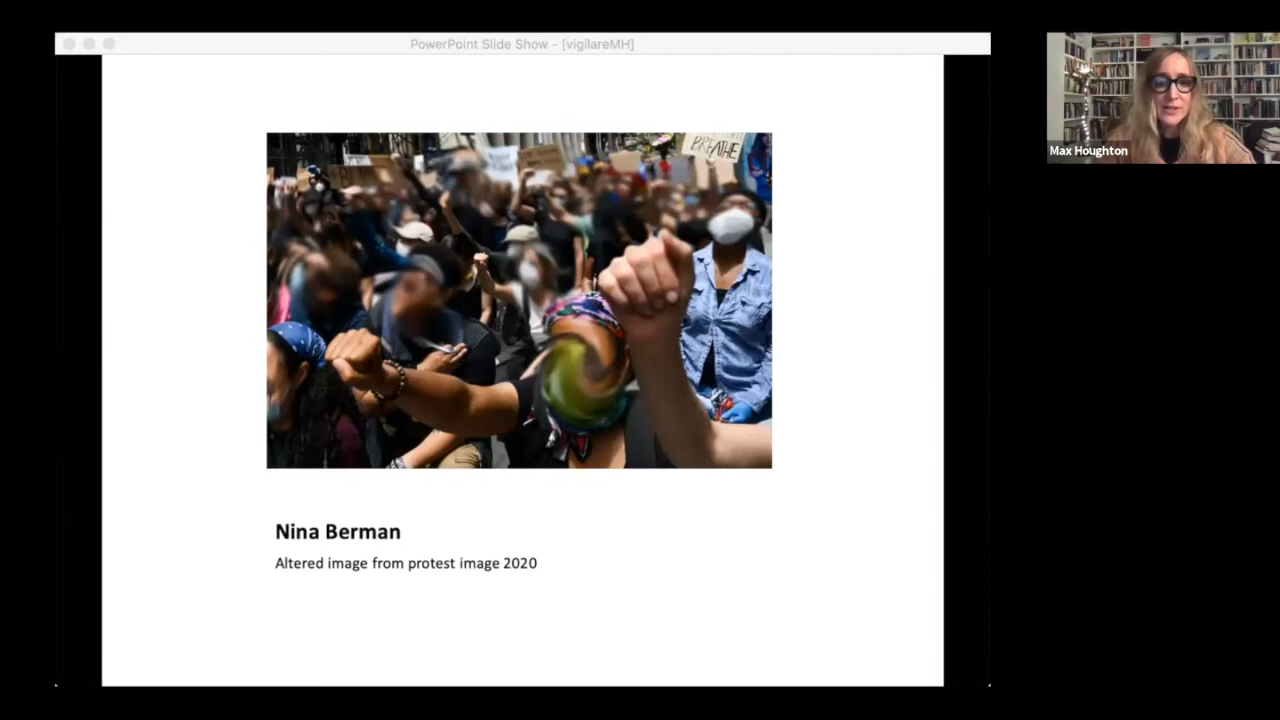 PowerPoint Slide Show - [vigilareMH]
BREATHE
Max Houghton
Nina Berman
Altered image from protest image 2020